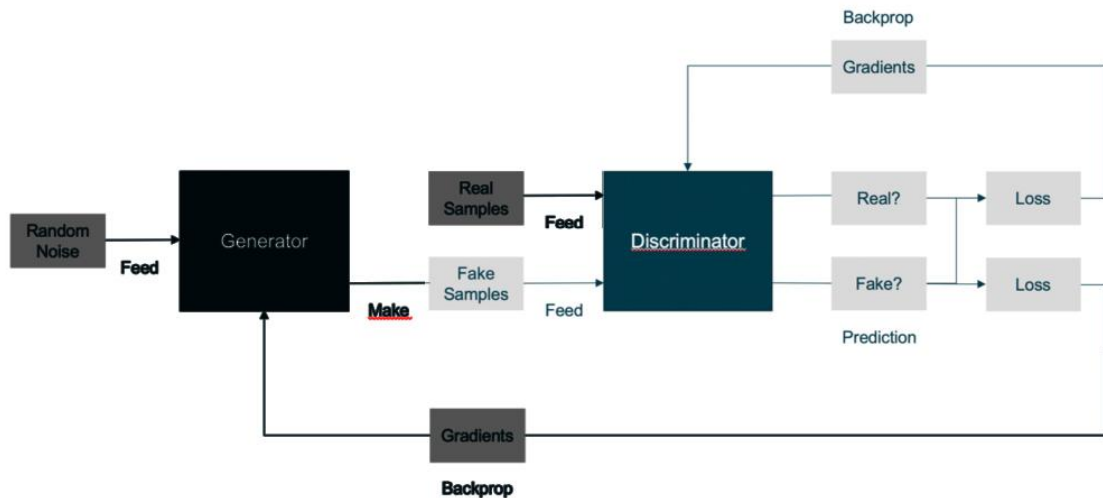 Backprop
Gradients
Real
Samples
Real?
Loss
Random
Noise
Feed
Generator
Feed
Discriminator
Fake
Samples
Make
Feed
Fake?
Loss
Prediction
Gradients
Backprop